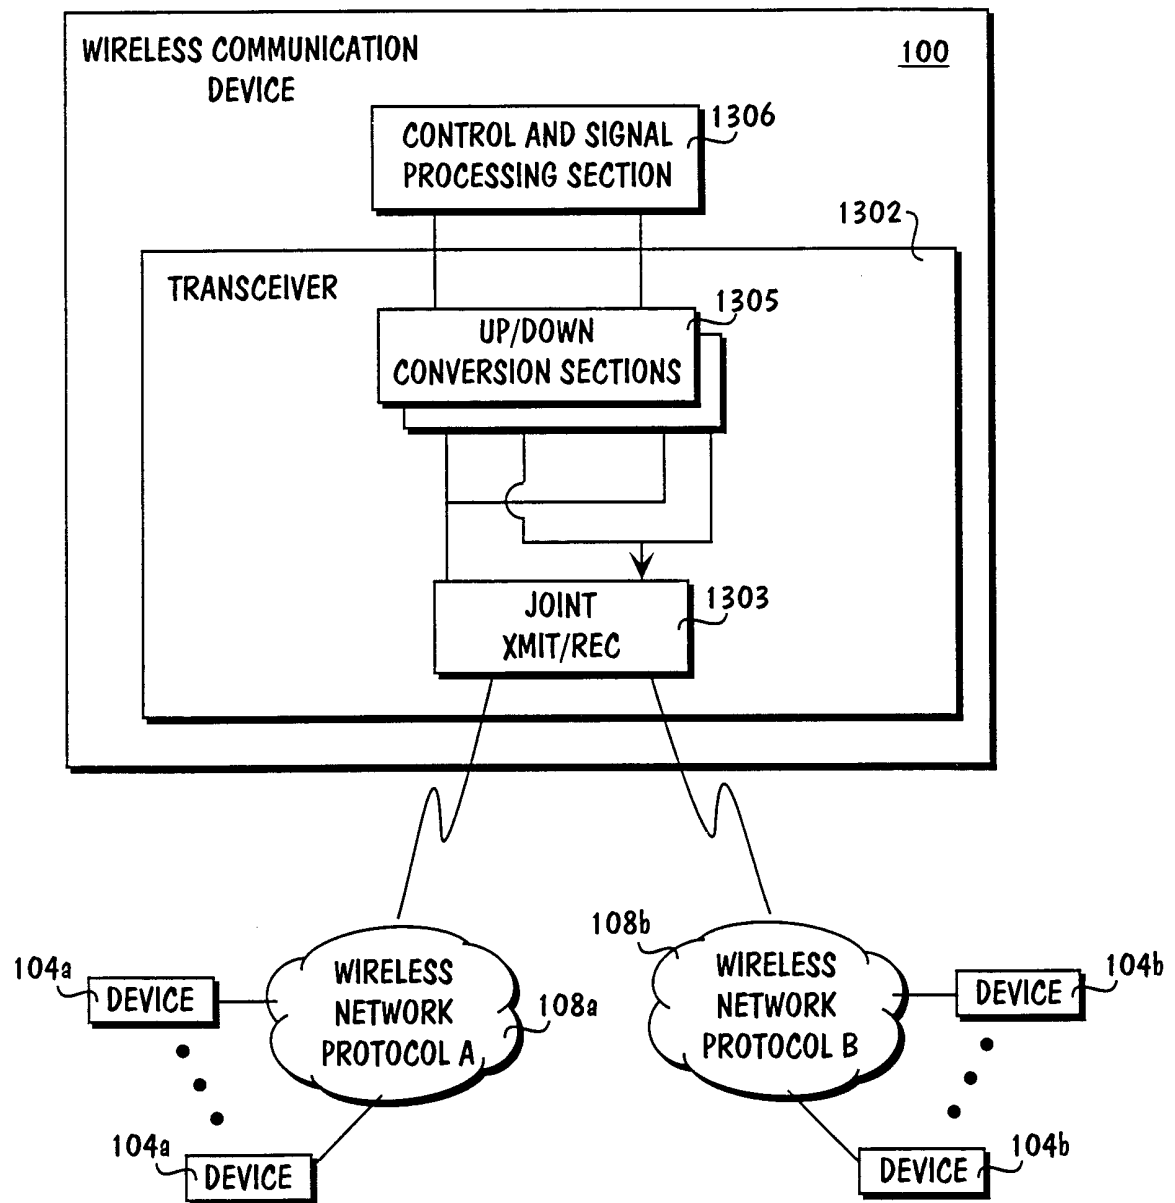 WIRELESS COMMUNICATION
DEVICE
100
1306
CONTROL AND SIGNAL
PROCESSING SECTION
1302
TRANSCEIVER
1305
UP/DOWN
CONVERSION SECTIONS
1303
JOINT
XMIT/REC
108b
104a
DEVICE
WIRELESS
NETWORK
PROTOCOL A
108a
WIRELESS
NETWORK
PROTOCOL B
DEVICE
104b
104a
DEVICE
DEVICE
104b